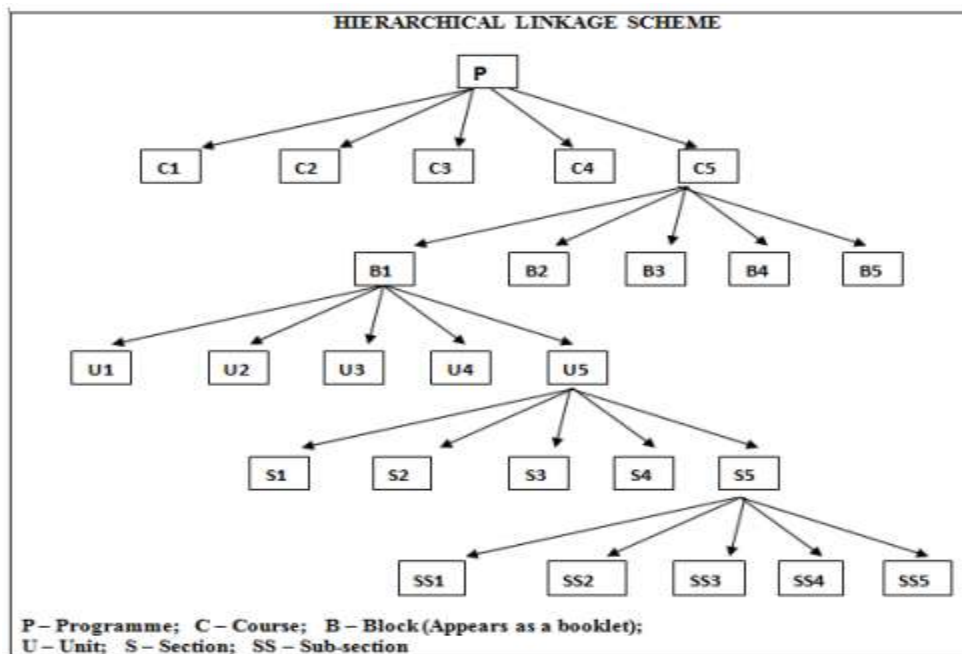 HIERARCHICAL LINKAGE SCHEME
P
C1 C2 C3 C4 C5
B1 B2 B3 B4 B5
U1 U2 U3 U4 U5
S1 S2 S3 S4 S5
SS1 SS2 SS3 SS4 SS5
P – Programme; C – Course; B – Block (Appears as a booklet);
U – Unit; S – Section; SS – Sub-section